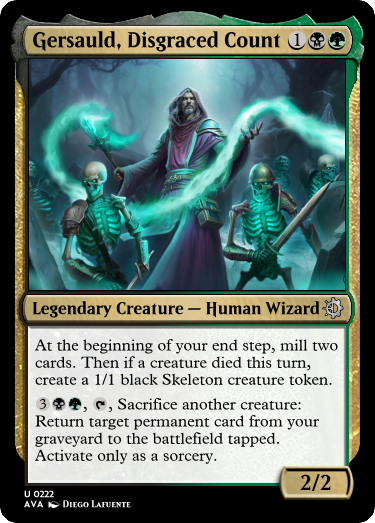 Gersauld, Disgraced Count 1
Legendary Creature — Human Wizard
At the beginning of your end step, mill two
cards. Then if a creature died this turn,
create a 1/1 black Skeleton creature token.
3, , Sacrifice another creature:
Return target permanent card from your
graveyard to the battlefield tapped.
Activate only as a sorcery.
2/2
U 0222
AVA Diego Lafuente